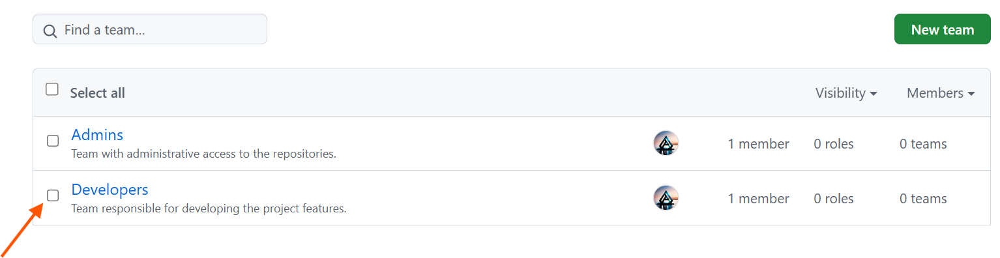 Find a team...
New team
Select all
Visibility
Members
Admins
Team with administrative access to the repositories.
1 member
0 roles
0 teams
Developers
Team responsible for developing the project features.
1 member
0 roles
0 teams